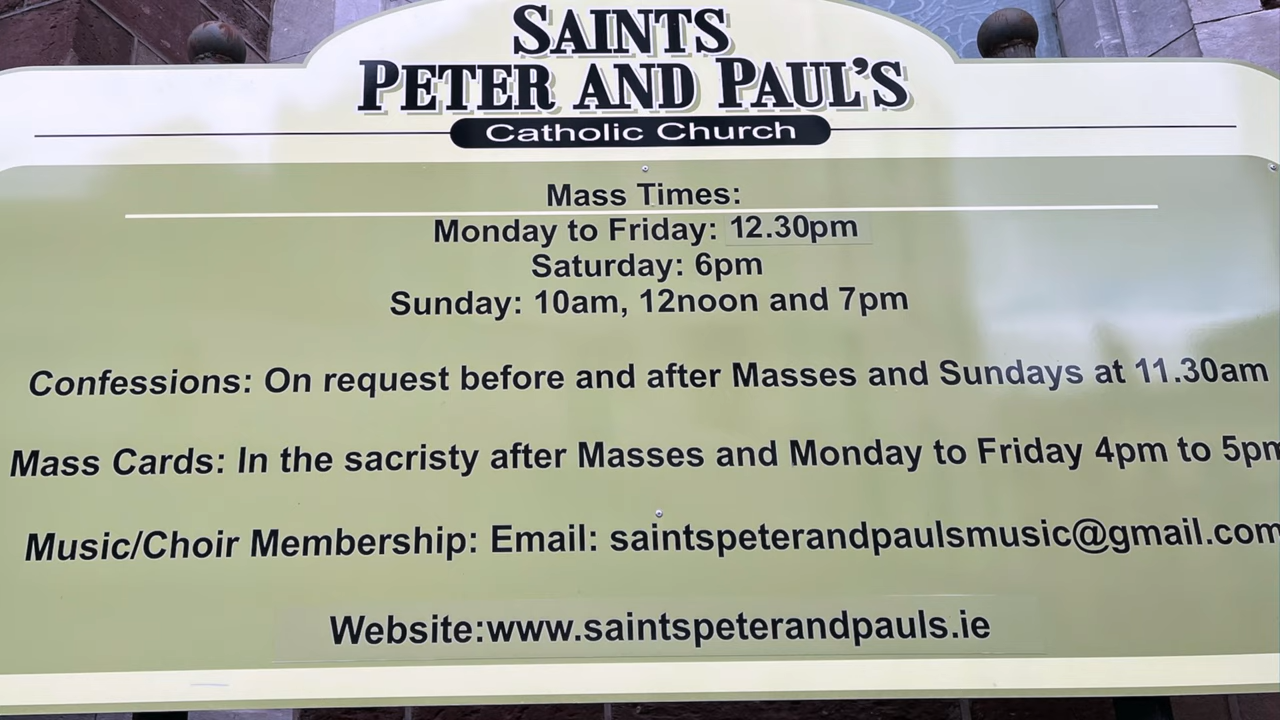 SAINTS
PETER AND PAUL'S
Catholic Church
Mass Times:
Monday to Friday: 12.30pm
Saturday: 6pm
Sunday: 10am, 12noon and 7pm
Confessions: On request before and after Masses and Sundays at 11.30am
Mass Cards: In the sacristy after Masses and Monday to Friday 4pm to 5pm
Music/Choir Membership: Email: saintspeterandpaulsmusic@gmail.com
Website:www.saintspeterandpauls.ie